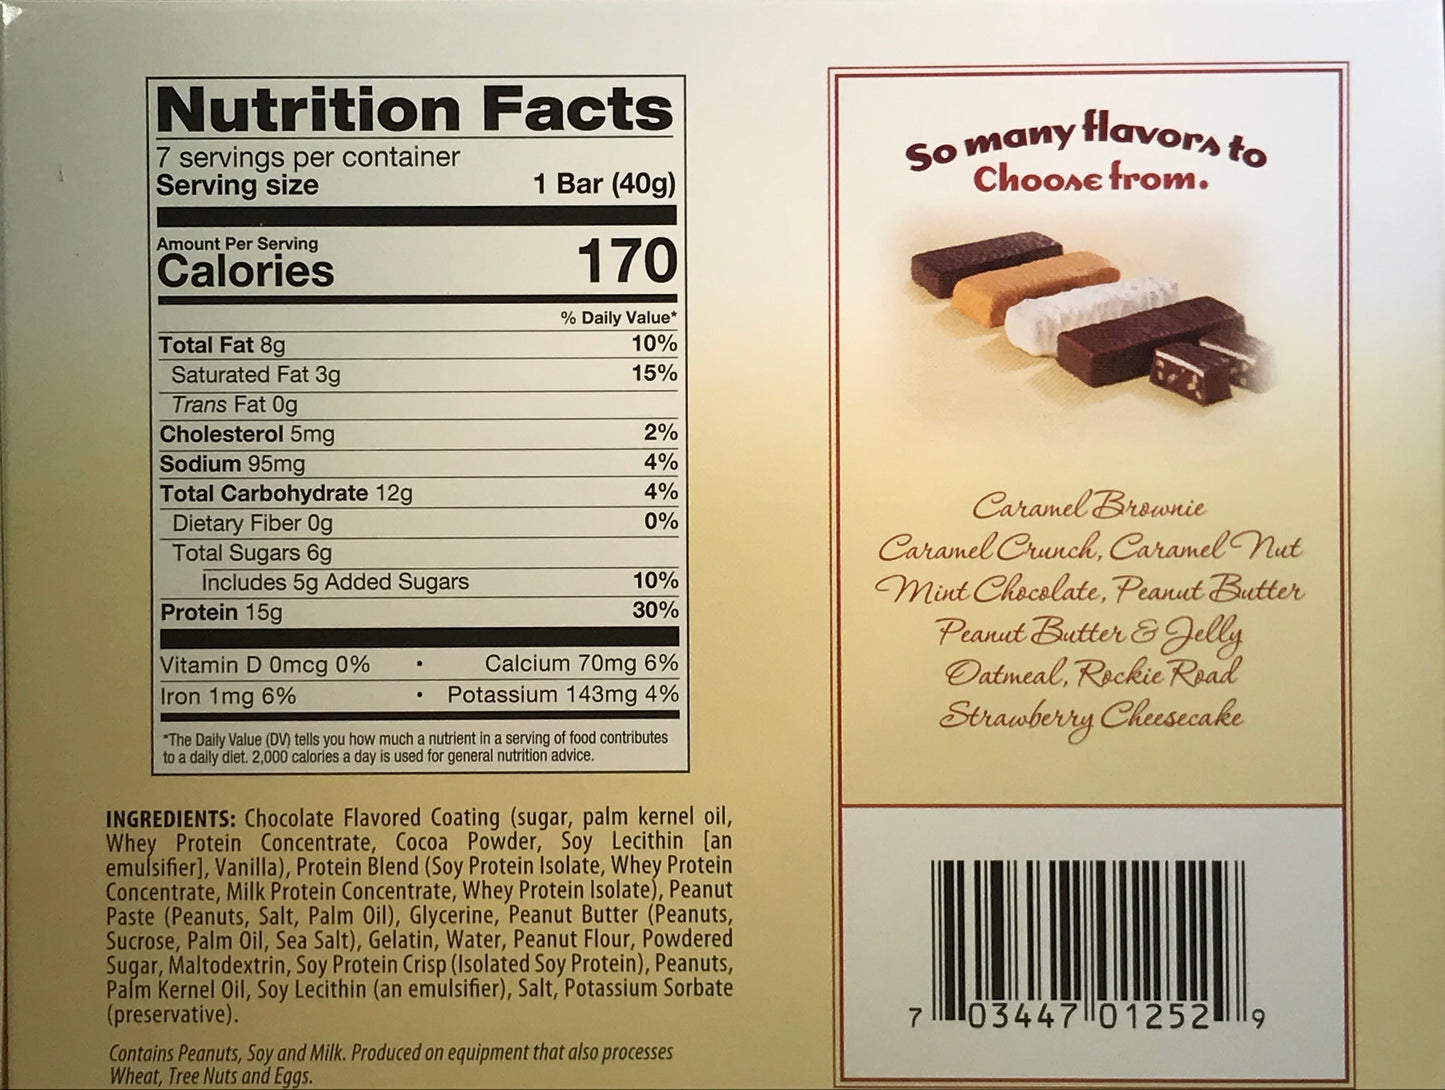 Nutrition Facts
7 servings per container
Serving size 1 Bar (40g)
Amount Per Serving
Calories 170
% Daily Value*
Total Fat 8g 10%
Saturated Fat 3g 15%
Trans Fat 0g
Cholesterol 5mg 2%
Sodium 95mg 4%
Total Carbohydrate 12g 4%
Dietary Fiber 0g 0%
Total Sugars 6g
Includes 5g Added Sugars 10%
Protein 15g 30%
Vitamin D 0mcg 0% • Calcium 70mg 6%
Iron 1mg 6% • Potassium 143mg 4%
*The Daily Value (DV) tells you how much a nutrient in a serving of food contributes
to a daily diet. 2,000 calories a day is used for general nutrition advice.
INGREDIENTS: Chocolate Flavored Coating (sugar, palm kernel oil,
Whey Protein Concentrate, Cocoa Powder, Soy Lecithin [an
emulsifier], Vanilla), Protein Blend (Soy Protein Isolate, Whey Protein
Concentrate, Milk Protein Concentrate, Whey Protein Isolate), Peanut
Paste (Peanuts, Salt, Palm Oil), Glycerine, Peanut Butter (Peanuts,
Sucrose, Palm Oil, Sea Salt), Gelatin, Water, Peanut Flour, Powdered
Sugar, Maltodextrin, Soy Protein Crisp (Isolated Soy Protein), Peanuts,
Palm Kernel Oil, Soy Lecithin (an emulsifier), Salt, Potassium Sorbate
(preservative).
Contains Peanuts, Soy and Milk. Produced on equipment that also processes
Wheat, Tree Nuts and Eggs.
So many flavors to
Choose from.
Caramel Brownie
Caramel Crunch, Caramel Nut
Mint Chocolate, Peanut Butter
Peanut Butter & Jelly
Oatmeal, Rockie Road
Strawberry Cheesecake
7 03447 01252 9